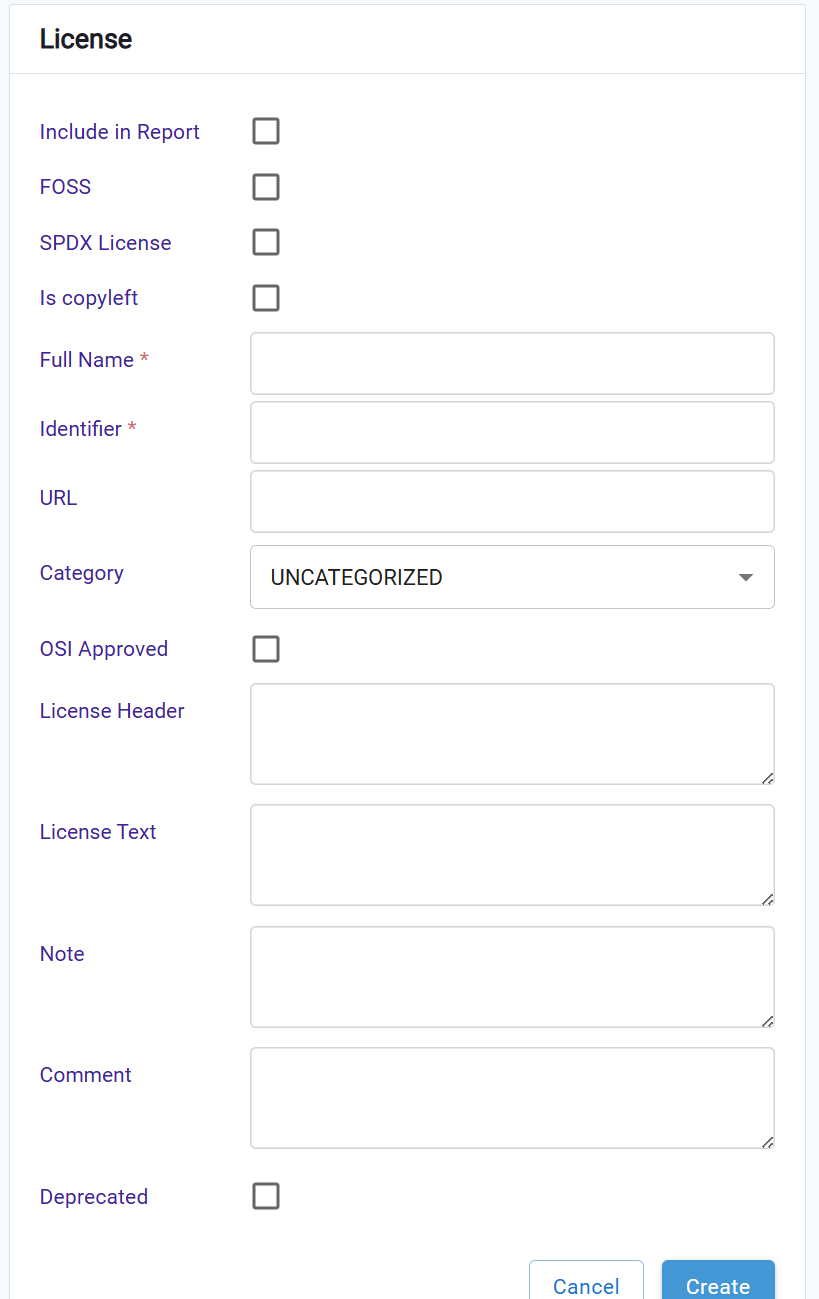 License
Include in Report
FOSS
SPDX License
Is copyleft
Full Name *
Identifier *
URL
Category
UNCATEGORIZED
OSI Approved
License Header
License Text
Note
Comment
Deprecated
Cancel
Create